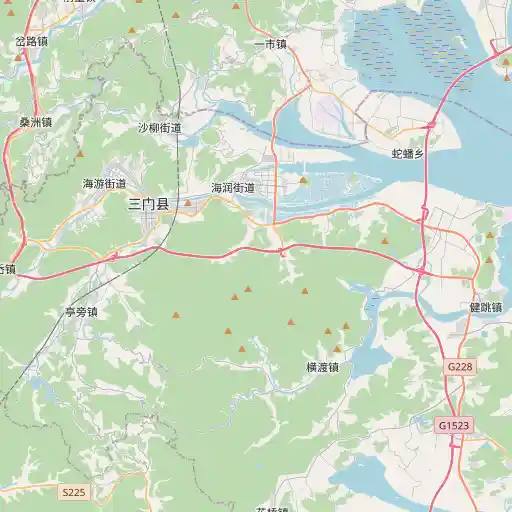 岔路镇
一市镇
桑洲镇
沙柳街道
蛇蟠乡
海游街道
海润街道
三门县
亭旁镇
健跳镇
横渡镇
G228
G1523
S225